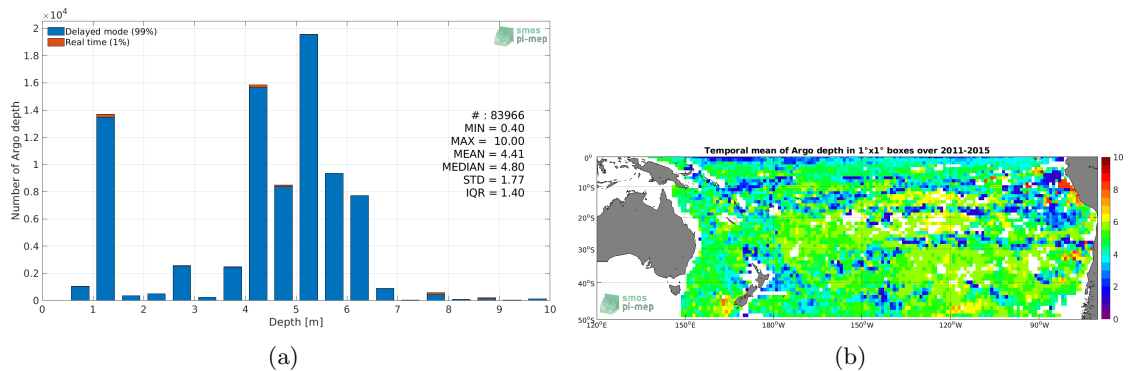 ×10⁴
Delayed mode (99%)
Real time (1%)
smos
pi-mep
2
1.8
1.6
1.4
1.2
1
0.8
0.6
0.4
0.2
0
Number of Argo depth
# : 83966
MIN = 0.40
MAX = 10.00
MEAN = 4.41
MEDIAN = 4.80
STD = 1.77
IQR = 1.40
0 1 2 3 4 5 6 7 8 9 10
Depth [m]
(a)
Temporal mean of Argo depth in 1°x1° boxes over 2011-2015
0°
10°S
20°S
30°S
40°S
50°S
120°E 150°E 180°W 150°W 120°W 90°W
smos
pi-mep
10
8
6
4
2
0
(b)